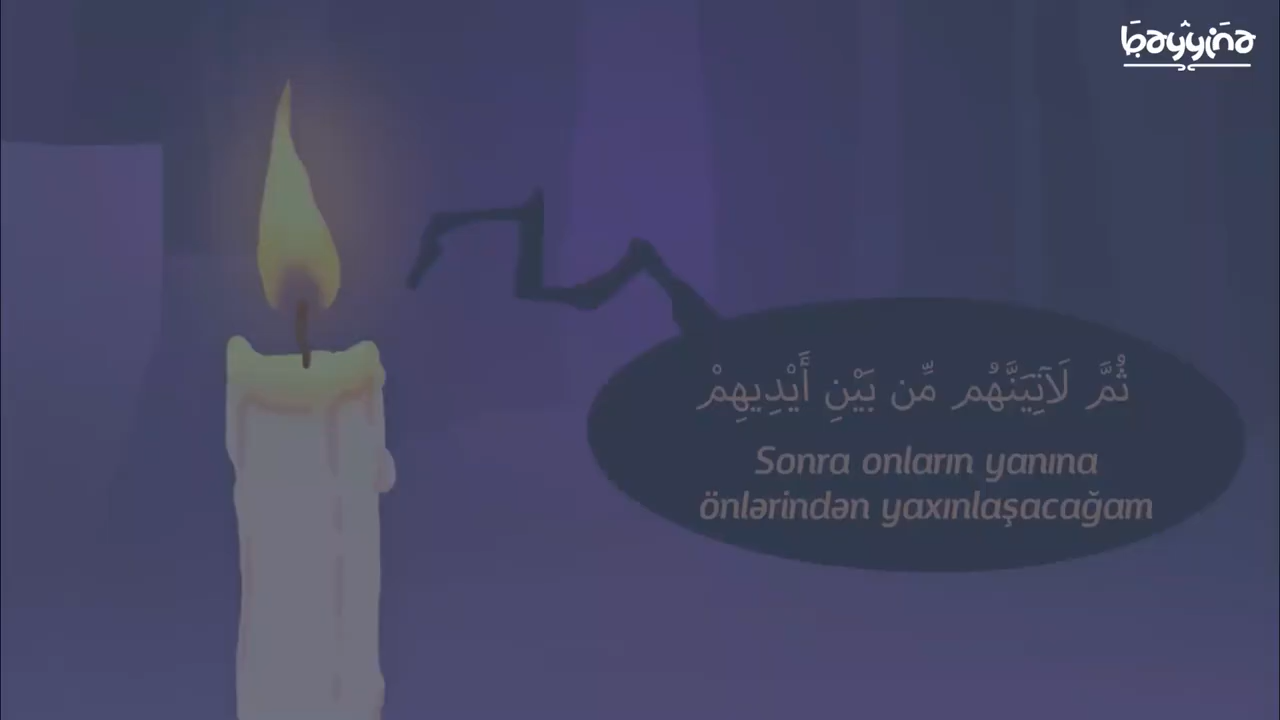 bayyina
ثُمَّ لَآتِيَنَّهُم مِّن بَيْنِ أَيْدِيهِمْ
Sonra onların yanına
önlərindən yaxınlaşacağam